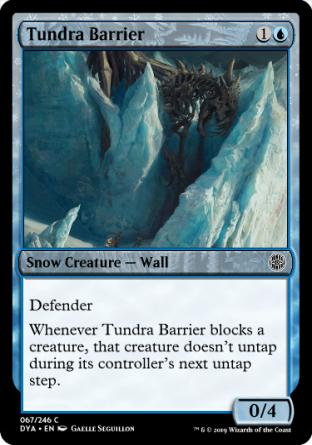 Tundra Barrier 1
Snow Creature — Wall
Defender
Whenever Tundra Barrier blocks a
creature, that creature doesn't untap
during its controller's next untap
step.
067/246 C
DYA • EN Gaelle Seguillon
™ & © 2019 Wizards of the Coast
0/4